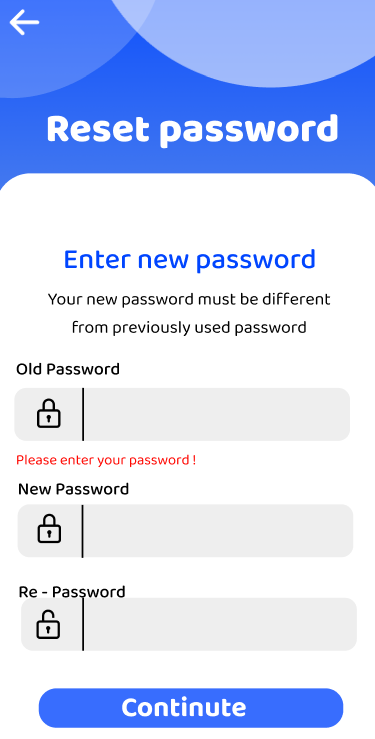 Reset password
Enter new password
Your new password must be different
from previously used password
Old Password
Please enter your password !
New Password
Re - Password
Continute